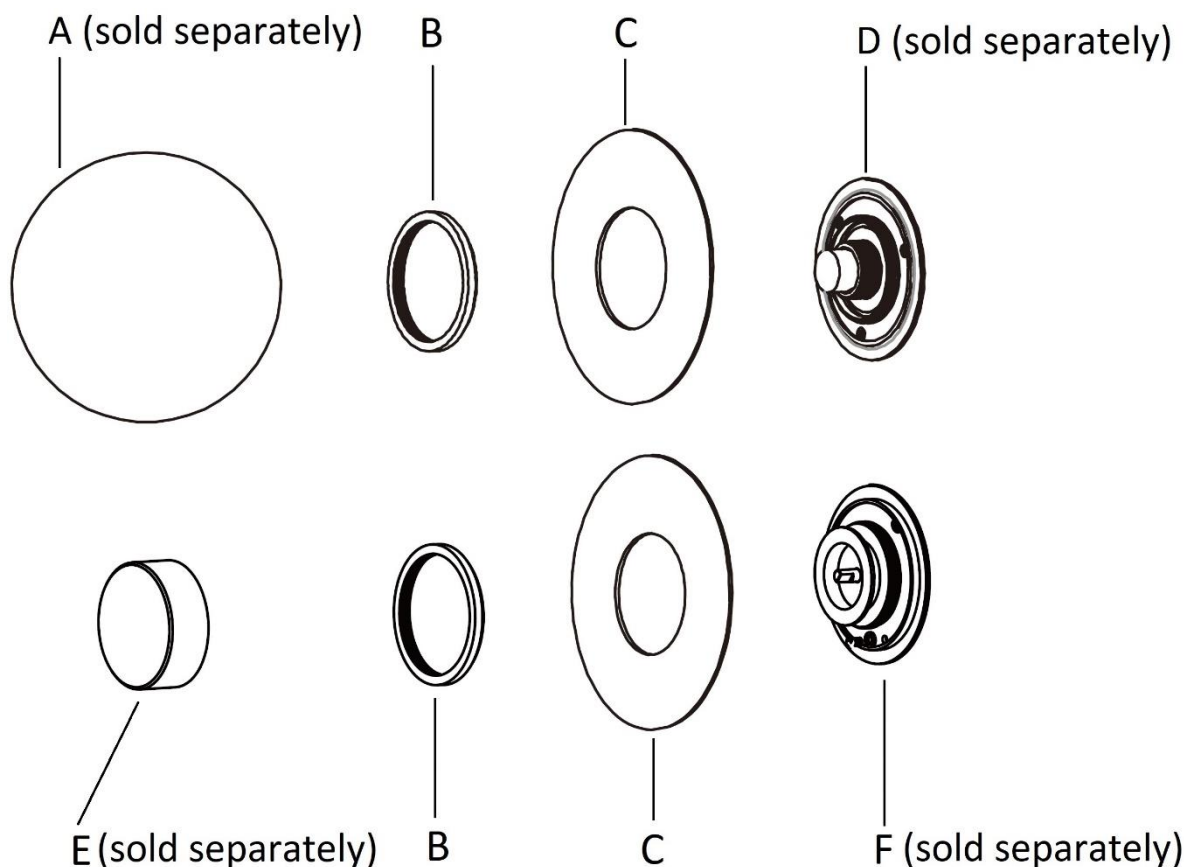 A (sold separately)
B
C
D (sold separately)
E (sold separately)
B
C
F (sold separately)